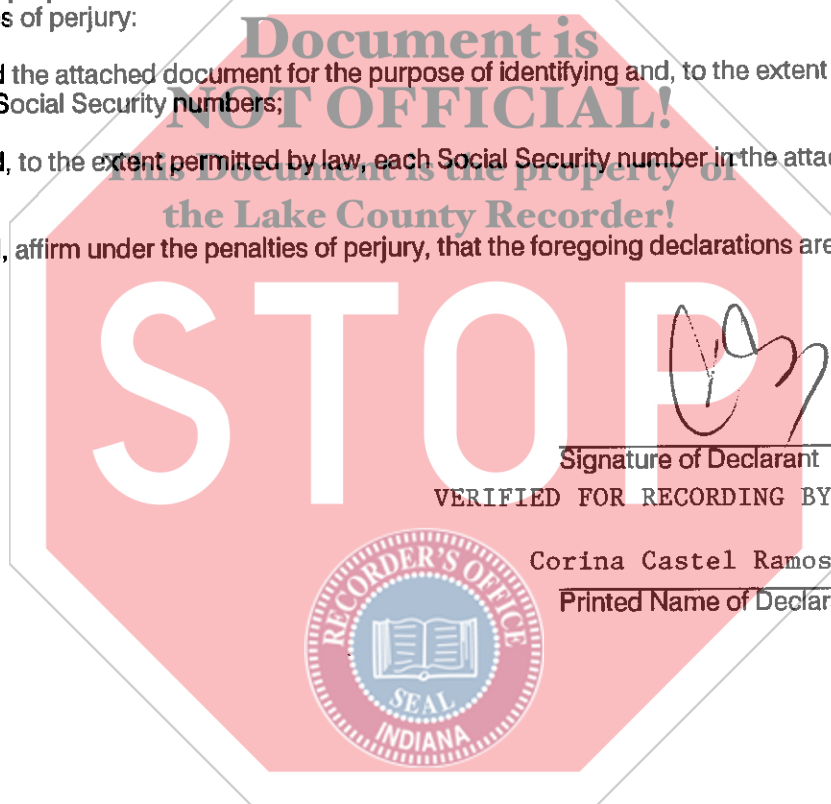 s of perjury:
Document is
d the attached document for the purpose of identifying and, to the extent
Social Security numbers;
NOT OFFICIAL!
d, to the extent permitted by law, each Social Security number in the attac
This Document is the property of
the Lake County Recorder!
l, affirm under the penalties of perjury, that the foregoing declarations are
STOP
Signature of Declarant
VERIFIED FOR RECORDING BY
Corina Castel Ramos
Printed Name of Declar
RECORDER'S OFFICE
SEAL
INDIANA